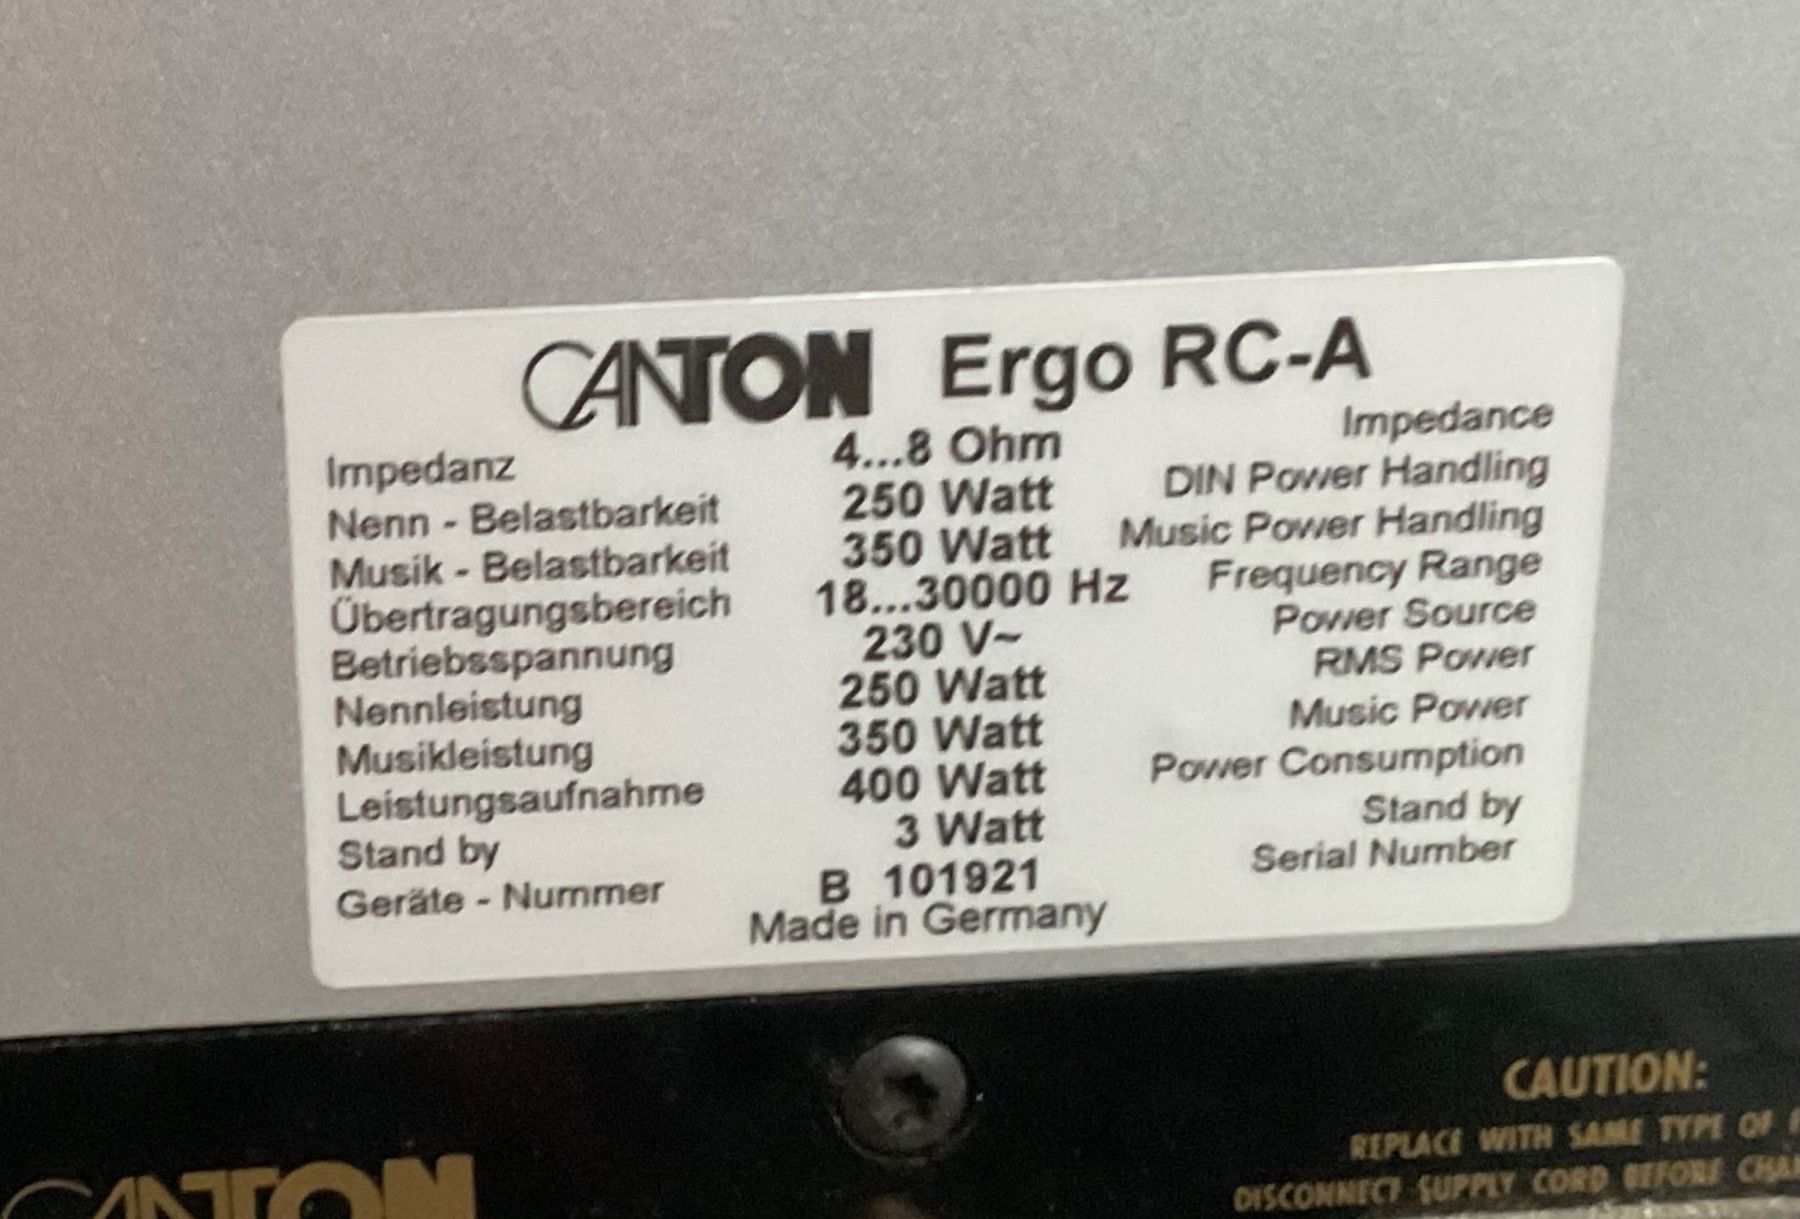 CANTON Ergo RC-A
Impedanz 4...8 Ohm Impedance
Nenn - Belastbarkeit 250 Watt DIN Power Handling
Musik - Belastbarkeit 350 Watt Music Power Handling
Übertragungsbereich 18...30000 Hz Frequency Range
Betriebsspannung 230 V~ Power Source
Nennleistung 250 Watt RMS Power
Musikleistung 350 Watt Music Power
Leistungsaufnahme 400 Watt Power Consumption
Stand by 3 Watt Stand by
Geräte - Nummer B 101921 Serial Number
Made in Germany
CAUTION:
REPLACE WITH SAME TYPE OF
DISCONNECT SUPPLY CORD BEFORE
CANTON